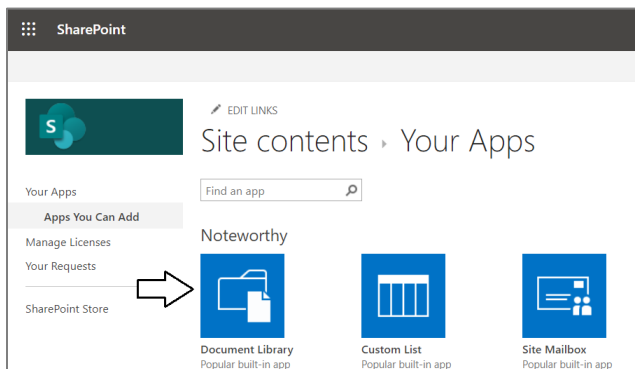 SharePoint
S
EDIT LINKS
Site contents › Your Apps
Find an app
Your Apps
Apps You Can Add
Manage Licenses
Your Requests
SharePoint Store
Noteworthy
Document Library
Popular built-in app
Custom List
Popular built-in app
Site Mailbox
Popular built-in app